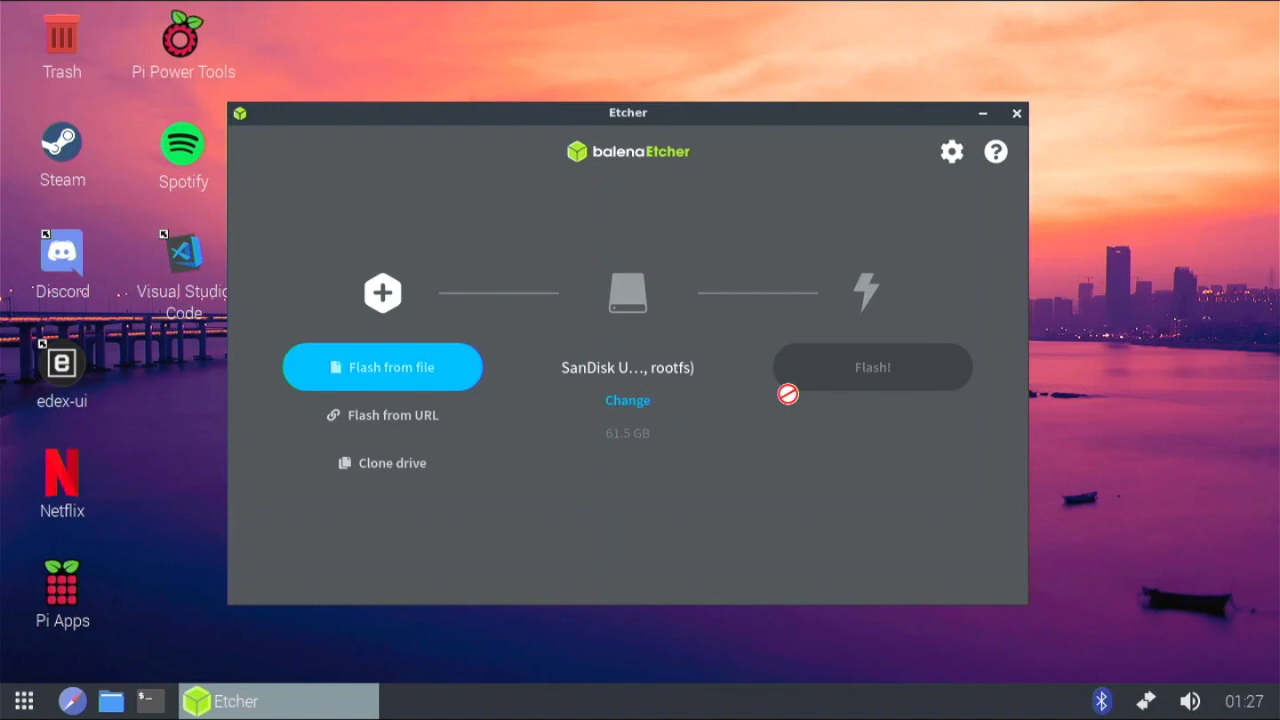 Trash
Pi Power Tools
Steam
Spotify
Discord
Visual Studio
Code
edex-ui
Netflix
Pi Apps
Etcher
balenaEtcher
Flash from file
Flash from URL
Clone drive
SanDisk U…, rootfs)
Change
61.5 GB
Flash!
Etcher
01:27